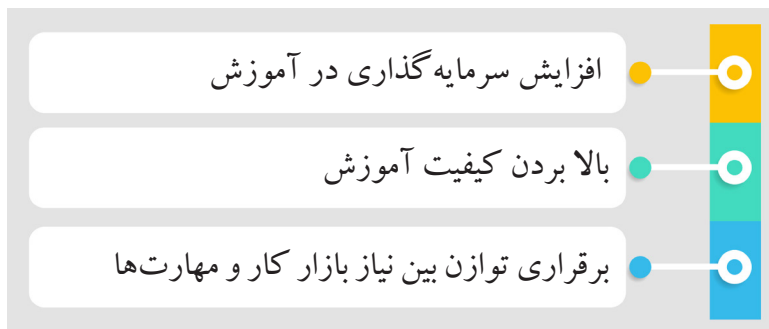 افزایش سرمایه‌گذاری در آموزش
بالا بردن کیفیت آموزش
برقراری توازن بین نیاز بازار کار و مهارت‌ها